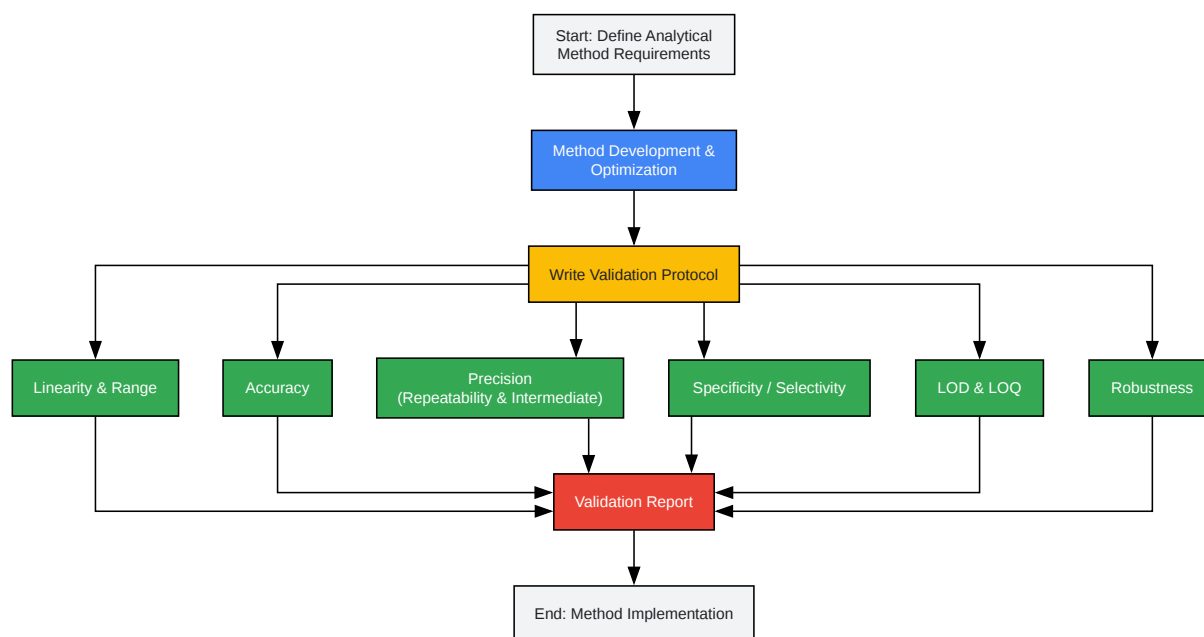 Start: Define Analytical
Method Requirements
Method Development &
Optimization
Write Validation Protocol
Linearity & Range
Accuracy
Precision
(Repeatability & Intermediate)
Specificity / Selectivity
LOD & LOQ
Robustness
Validation Report
End: Method Implementation